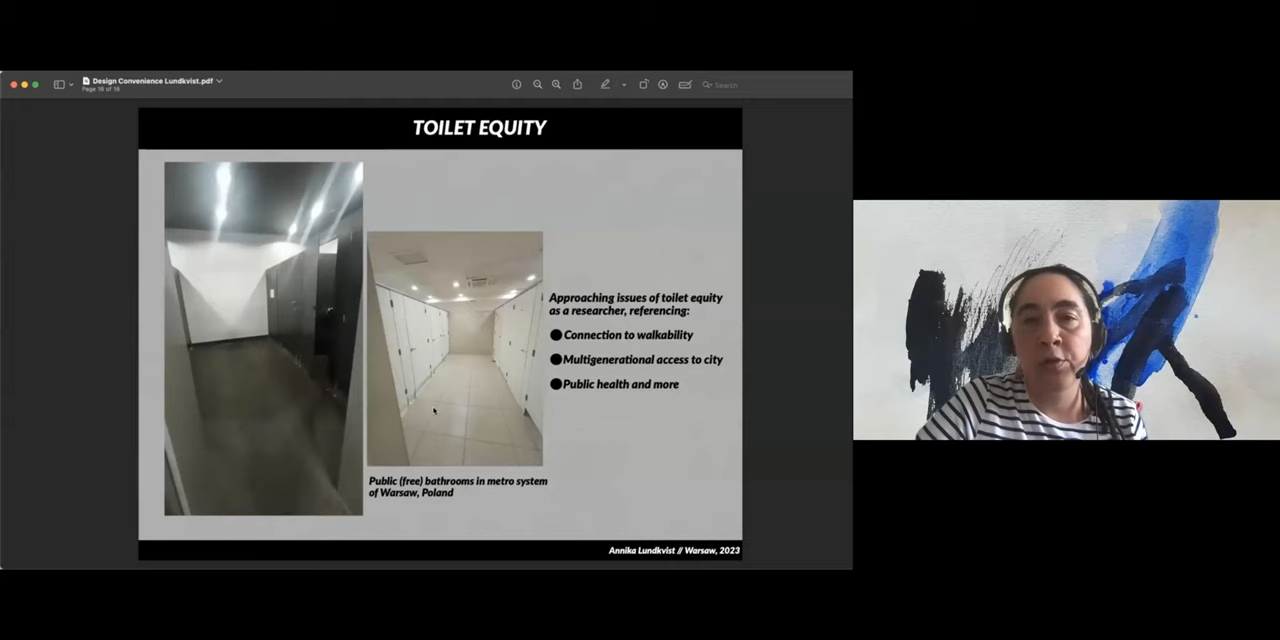 Design Convenience Lundkvist.pdf
Page 16 of 18
Search
TOILET EQUITY
Approaching issues of toilet equity
as a researcher, referencing:
Connection to walkability
Multigenerational access to city
Public health and more
Public (free) bathrooms in metro system
of Warsaw, Poland
Annika Lundkvist // Warsaw, 2023